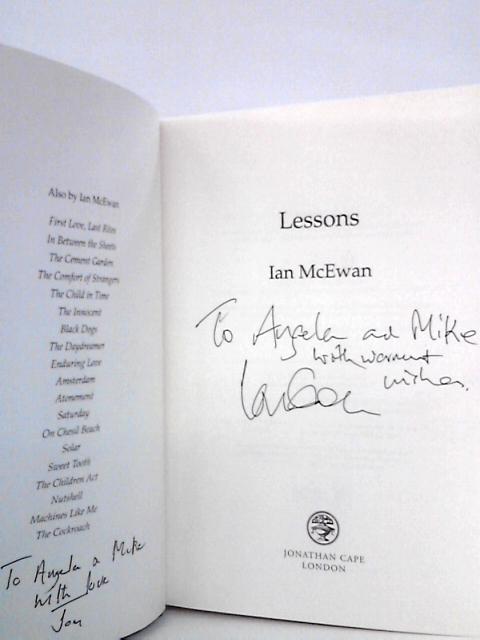 Also by Ian McEwan
First Love, Last Rites
In Between the Sheets
The Cement Garden
The Comfort of Strangers
The Child in Time
The Innocent
Black Dogs
The Daydreamer
Enduring Love
Amsterdam
Atonement
Saturday
On Chesil Beach
Solar
Sweet Tooth
The Children Act
Nutshell
Machines Like Me
The Cockroach
To Angela a Mike
with love
Lessons
Ian McEwan
To Angela and Mike
with warmest
wishes.
JONATHAN CAPE
LONDON